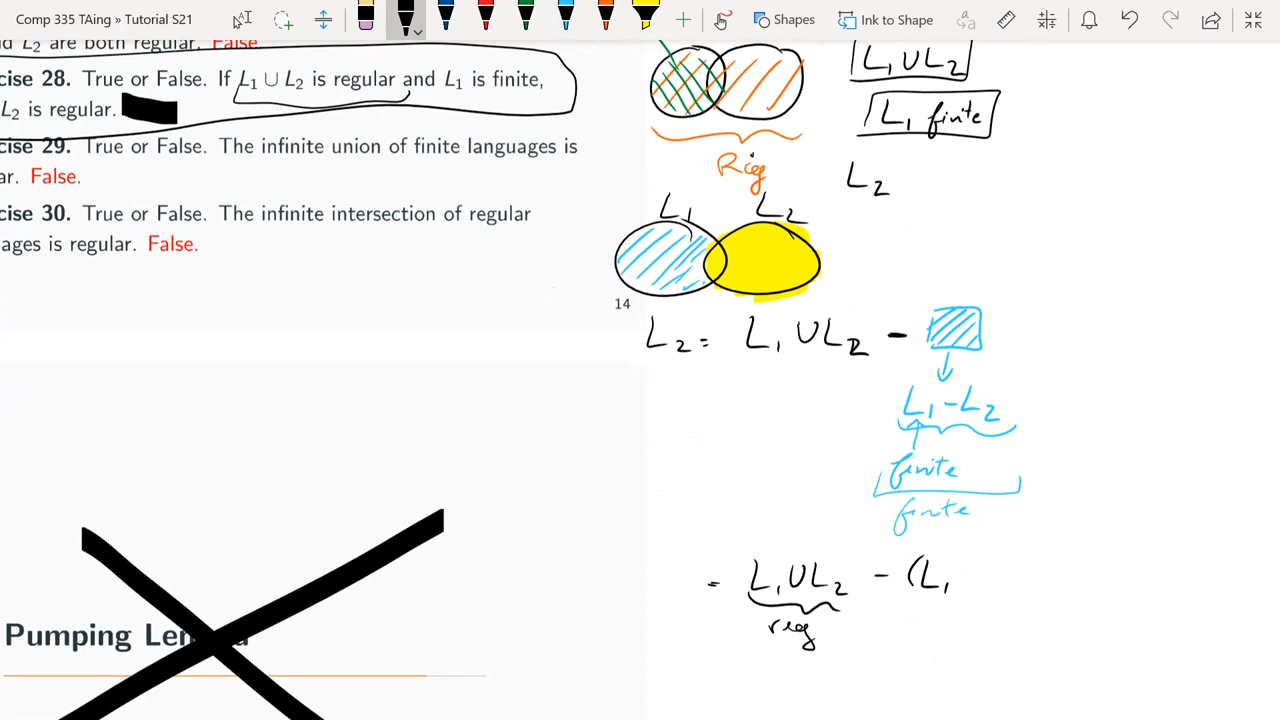 Comp 335 TAing » Tutorial S21
Shapes
Ink to Shape
d L2 are both regular. False
cise 28. True or False. If L1 ∪ L2 is regular and L1 is finite,
L2 is regular.
cise 29. True or False. The infinite union of finite languages is
ar. False.
cise 30. True or False. The infinite intersection of regular
ages is regular. False.
14
Pumping Lem
L1 ∪ L2
L1 finite
Reg
L2
L1 L2
L2 = L1 ∪ L2 -
L1 - L2
finite
finite
= L1 ∪ L2 - (L1
reg